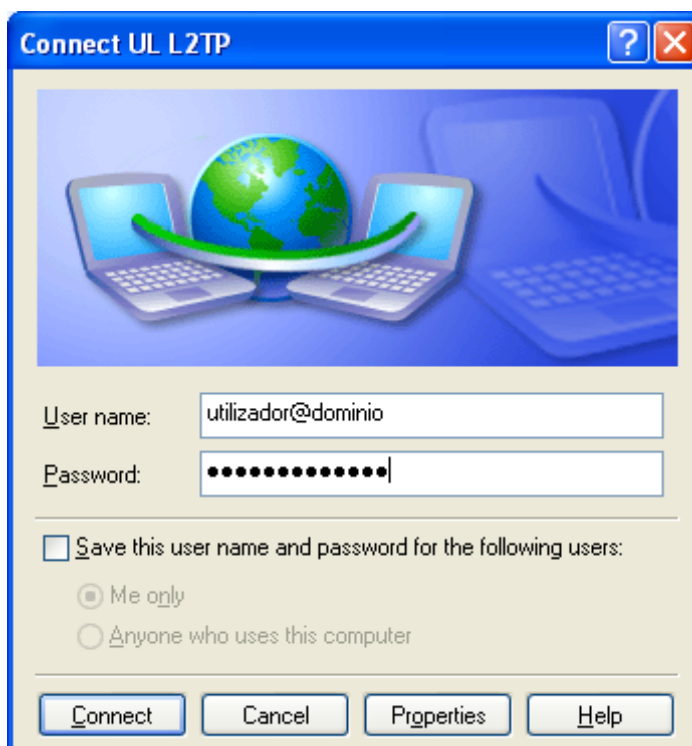 Connect UL L2TP
User name:
utilizador@dominio
Password:
●●●●●●●●●●●●●
Save this user name and password for the following users:
Me only
Anyone who uses this computer
Connect Cancel Properties Help